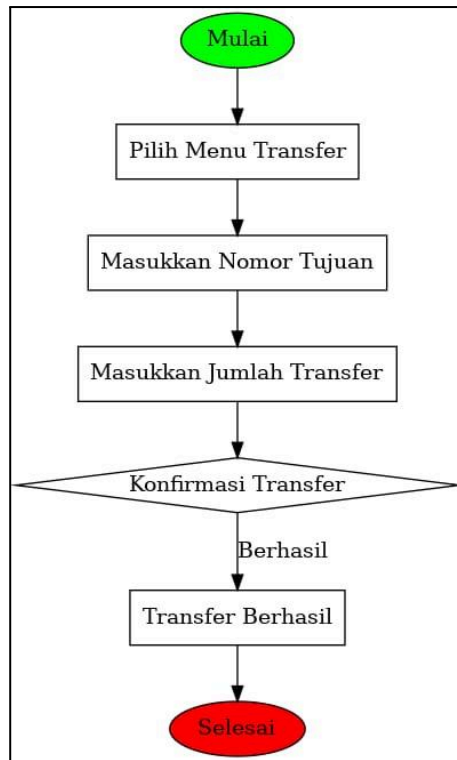 Mulai
Pilih Menu Transfer
Masukkan Nomor Tujuan
Masukkan Jumlah Transfer
Konfirmasi Transfer
Berhasil
Transfer Berhasil
Selesai